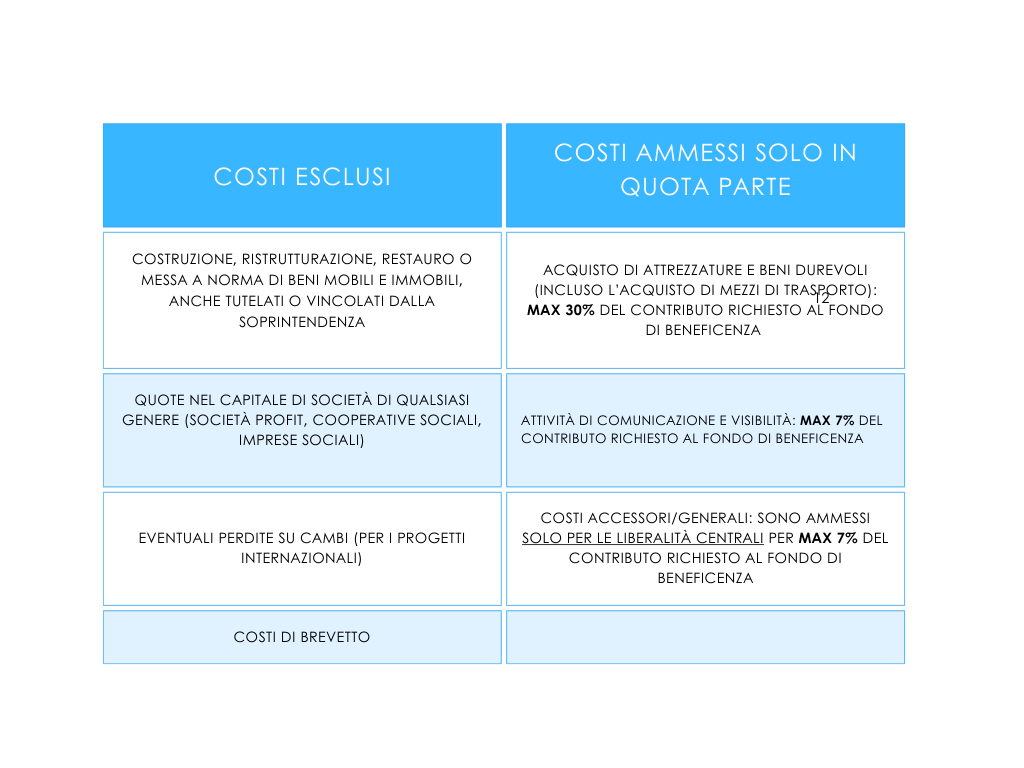 COSTI ESCLUSI
COSTI AMMESSI SOLO IN
QUOTA PARTE
COSTRUZIONE, RISTRUTTURAZIONE, RESTAURO O
MESSA A NORMA DI BENI MOBILI E IMMOBILI,
ANCHE TUTELATI O VINCOLATI DALLA
SOPRINTENDENZA
ACQUISTO DI ATTREZZATURE E BENI DUREVOLI
(INCLUSO L'ACQUISTO DI MEZZI DI TRASPORTO):
MAX 30% DEL CONTRIBUTO RICHIESTO AL FONDO
DI BENEFICENZA
12
QUOTE NEL CAPITALE DI SOCIETÀ DI QUALSIASI
GENERE (SOCIETÀ PROFIT, COOPERATIVE SOCIALI,
IMPRESE SOCIALI)
ATTIVITÀ DI COMUNICAZIONE E VISIBILITÀ: MAX 7% DEL
CONTRIBUTO RICHIESTO AL FONDO DI BENEFICENZA
EVENTUALI PERDITE SU CAMBI (PER I PROGETTI
INTERNAZIONALI)
COSTI ACCESSORI/GENERALI: SONO AMMESSI
SOLO PER LE LIBERALITÀ CENTRALI PER MAX 7% DEL
CONTRIBUTO RICHIESTO AL FONDO DI
BENEFICENZA
COSTI DI BREVETTO